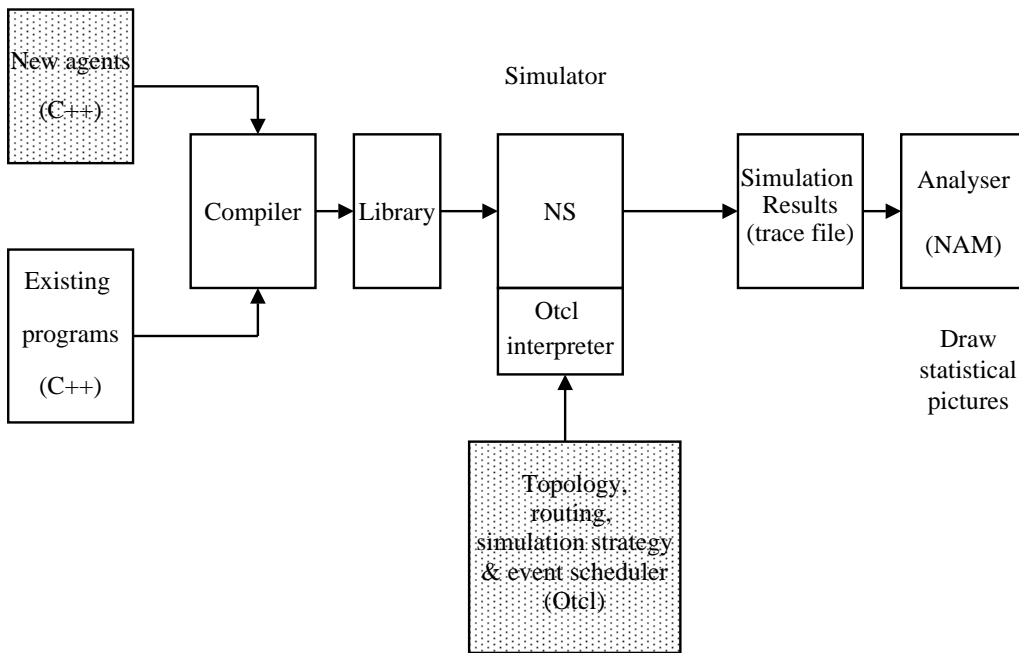 New agents
(C++)
Simulator
Compiler
Library
NS
Simulation
Results
(trace file)
Analyser
(NAM)
Existing
programs
(C++)
Otcl
interpreter
Draw
statistical
pictures
Topology,
routing,
simulation strategy
& event scheduler
(Otcl)